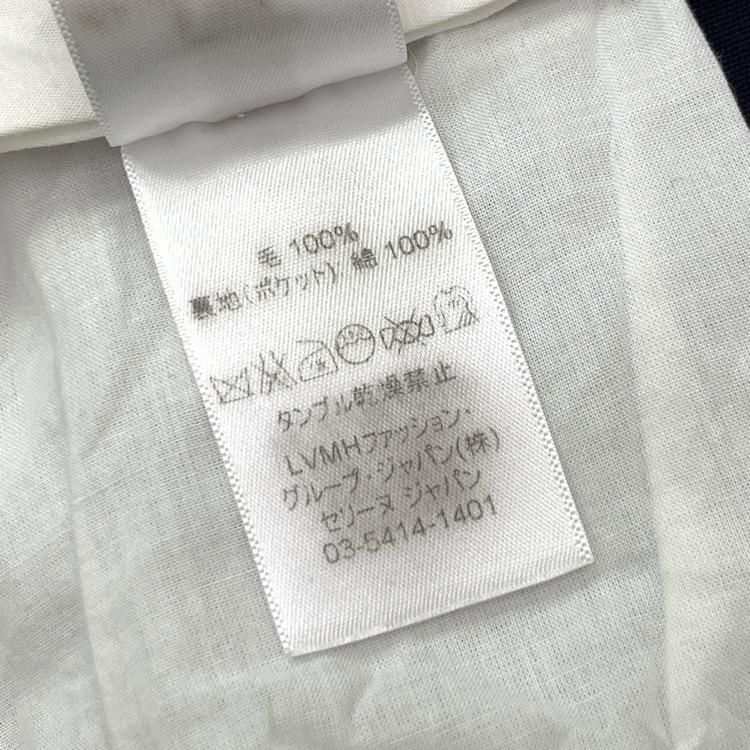 毛 100%
裏地(ポケット) 綿 100%
タンブル乾燥禁止
LVMHファッション・
グループ・ジャパン(株)
セリーヌ ジャパン
03-5414-1401